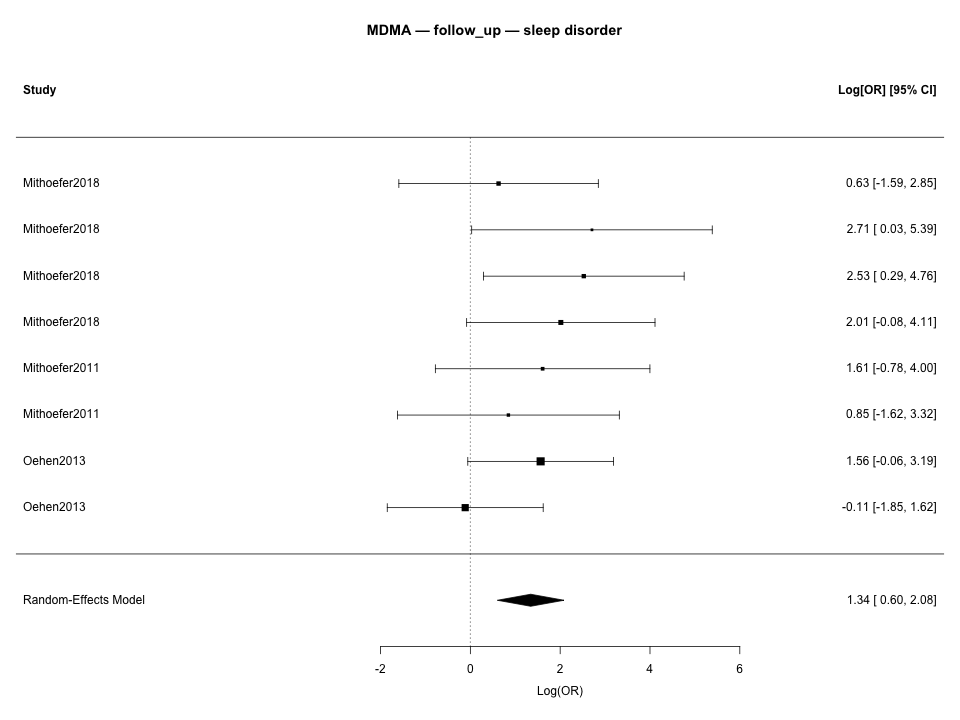 MDMA — follow_up — sleep disorder
Study Log[OR] [95% CI]
Mithoefer2018 0.63 [-1.59, 2.85]
Mithoefer2018 2.71 [ 0.03, 5.39]
Mithoefer2018 2.53 [ 0.29, 4.76]
Mithoefer2018 2.01 [-0.08, 4.11]
Mithoefer2011 1.61 [-0.78, 4.00]
Mithoefer2011 0.85 [-1.62, 3.32]
Oehen2013 1.56 [-0.06, 3.19]
Oehen2013 -0.11 [-1.85, 1.62]
Random-Effects Model 1.34 [ 0.60, 2.08]
-2 0 2 4 6
Log(OR)